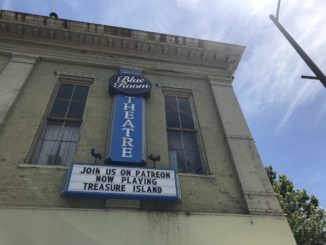 Blue
Room
THEATRE
JOIN US ON PATREON
NOW PLAYING
TREASURE ISLAND